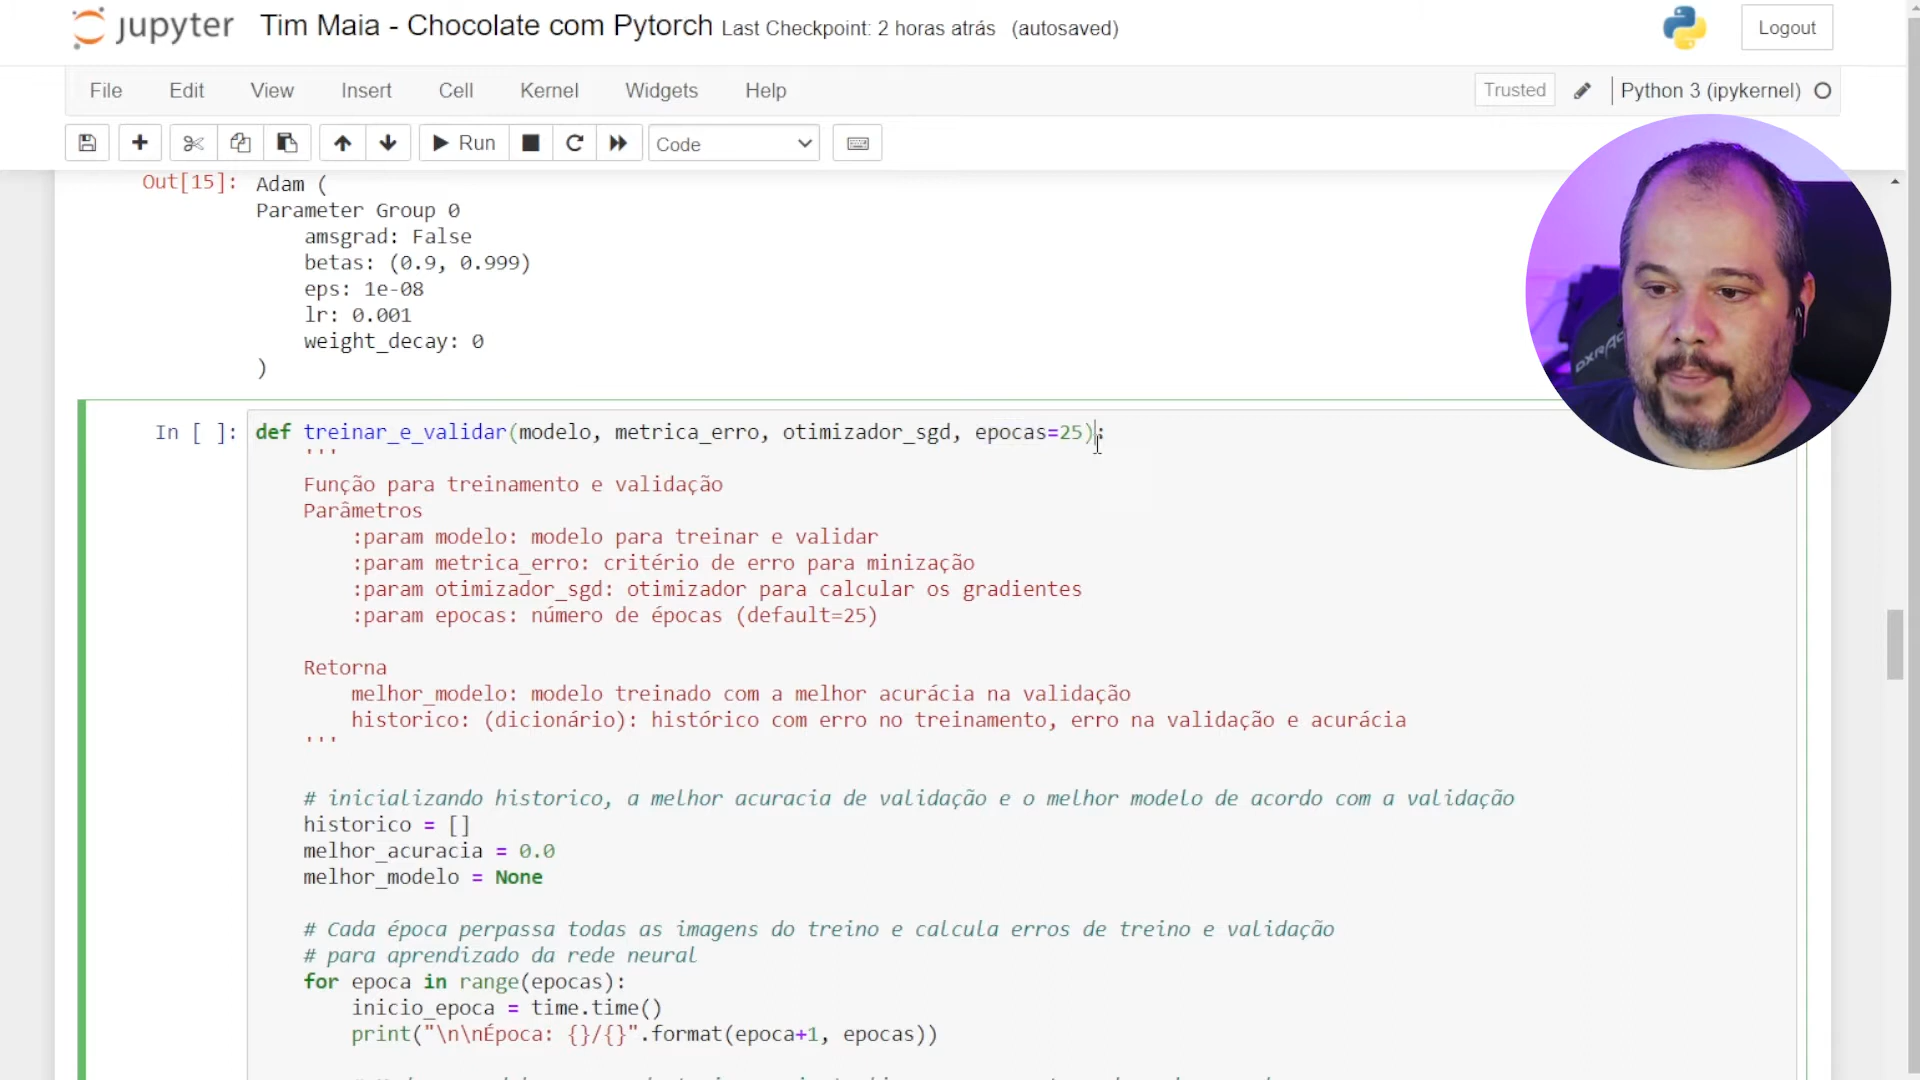 jupyter Tim Maia - Chocolate com Pytorch Last Checkpoint: 2 horas atrás (autosaved)
Logout
File Edit View Insert Cell Kernel Widgets Help
Trusted Python 3 (ipykernel)
Run Code
Out[15]: Adam (
Parameter Group 0
    amsgrad: False
    betas: (0.9, 0.999)
    eps: 1e-08
    lr: 0.001
    weight_decay: 0
)
In [ ]: def treinar_e_validar(modelo, metrica_erro, otimizador_sgd, epocas=25):
    '''
    Função para treinamento e validação
    Parâmetros
        :param modelo: modelo para treinar e validar
        :param metrica_erro: critério de erro para minização
        :param otimizador_sgd: otimizador para calcular os gradientes
        :param epocas: número de épocas (default=25)
    Retorna
        melhor_modelo: modelo treinado com a melhor acurácia na validação
        historico: (dicionário): histórico com erro no treinamento, erro na validação e acurácia
    '''
    # inicializando historico, a melhor acuracia de validação e o melhor modelo de acordo com a validação
    historico = []
    melhor_acuracia = 0.0
    melhor_modelo = None
    # Cada época perpassa todas as imagens do treino e calcula erros de treino e validação
    # para aprendizado da rede neural
    for epoca in range(epocas):
        inicio_epoca = time.time()
        print("\n\nÉpoca: {}/{}".format(epoca+1, epocas))